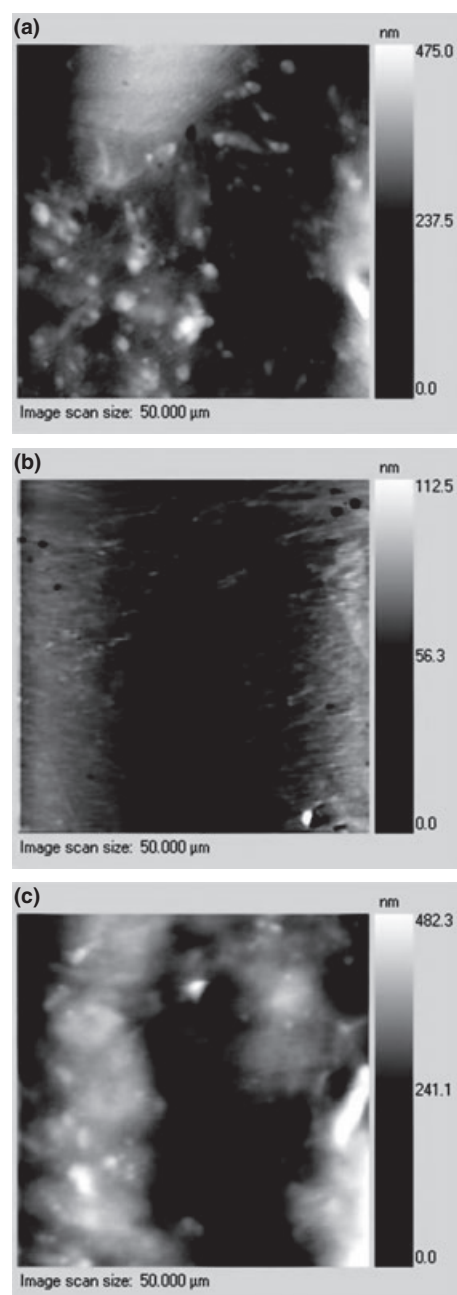 (a)
nm
475.0
237.5
0.0
Image scan size: 50.000 µm
(b)
nm
112.5
56.3
0.0
Image scan size: 50.000 µm
(c)
nm
482.3
241.1
0.0
Image scan size: 50.000 µm